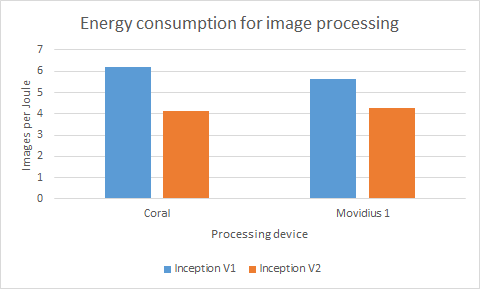 Energy consumption for image processing
Images per Joule
7
6
5
4
3
2
1
0
Coral
Movidius 1
Processing device
Inception V1
Inception V2